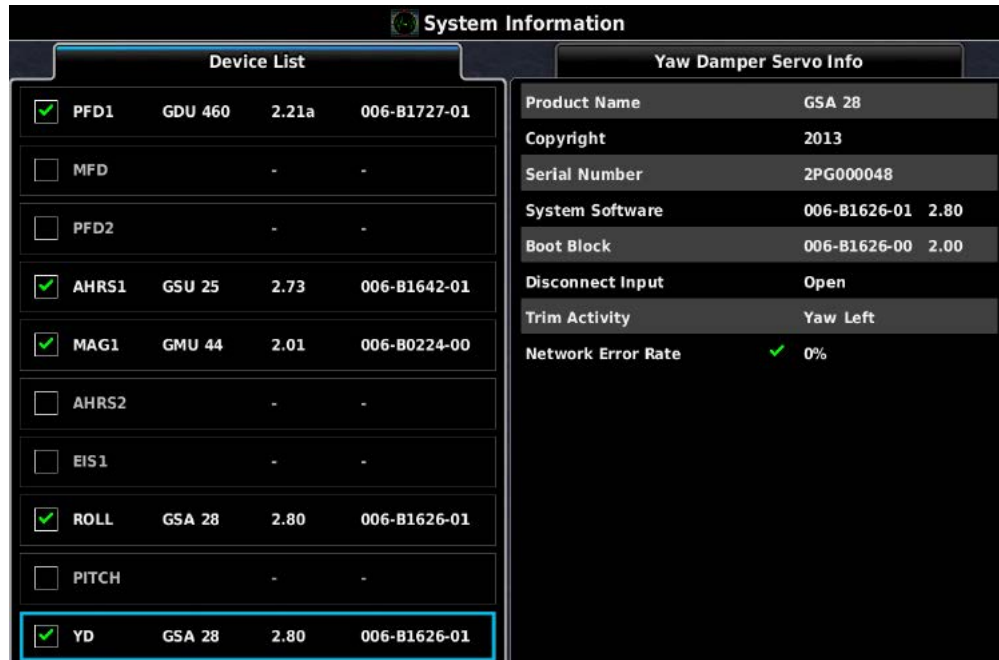 System Information
Device List
PFD1 GDU 460 2.21a 006-B1727-01
MFD - -
PFD2 - -
AHRS1 GSU 25 2.73 006-B1642-01
MAG1 GMU 44 2.01 006-B0224-00
AHRS2 - -
EIS1 - -
ROLL GSA 28 2.80 006-B1626-01
PITCH - -
YD GSA 28 2.80 006-B1626-01
Yaw Damper Servo Info
Product Name GSA 28
Copyright 2013
Serial Number 2PG000048
System Software 006-B1626-01 2.80
Boot Block 006-B1626-00 2.00
Disconnect Input Open
Trim Activity Yaw Left
Network Error Rate 0%